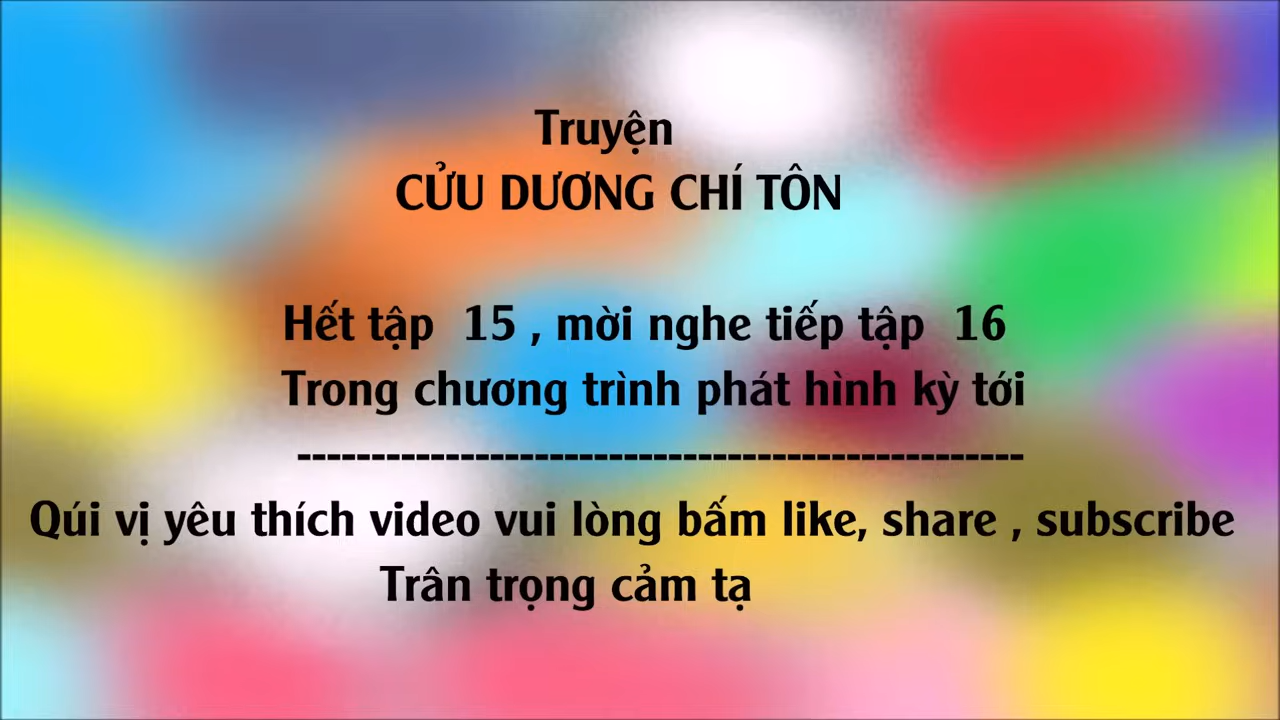 Truyện
CỬU DƯƠNG CHÍ TÔN
Hết tập 15 , mời nghe tiếp tập 16
Trong chương trình phát hình kỳ tới
-------------------------------------------------
Qúi vị yêu thích video vui lòng bấm like, share , subscribe
Trân trọng cảm tạ